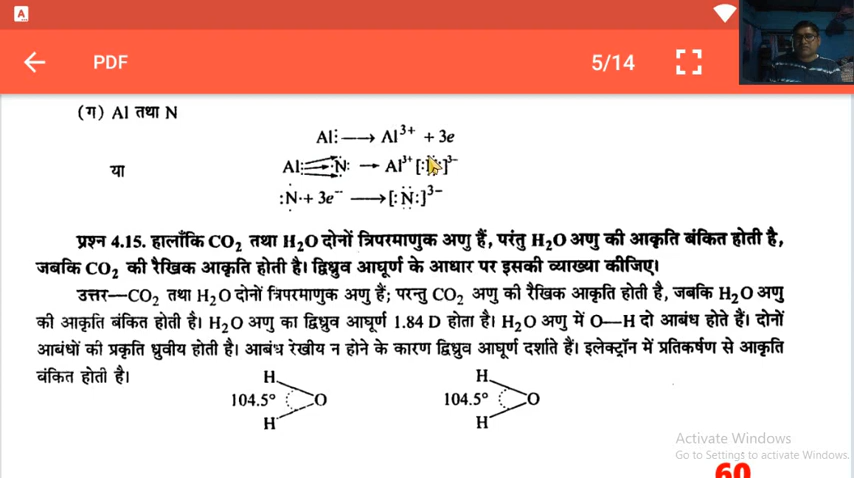 A
PDF
5/14
(ग) Al तथा N
Al: ⟶ Al³⁺ + 3e
या
Al: ⟶ ·N: → Al³⁺ [:N:]³⁻
:N· + 3e⁻ ⟶ [:N:]³⁻
प्रश्न 4.15. हालाँकि CO₂ तथा H₂O दोनों त्रिपरमाणुक अणु हैं, परंतु H₂O अणु की आकृति बंकित होती है,
जबकि CO₂ की रैखिक आकृति होती है। द्विध्रुव आघूर्ण के आधार पर इसकी व्याख्या कीजिए।
उत्तर—CO₂ तथा H₂O दोनों त्रिपरमाणुक अणु हैं; परन्तु CO₂ अणु की रैखिक आकृति होती है, जबकि H₂O अणु
की आकृति बंकित होती है। H₂O अणु का द्विध्रुव आघूर्ण 1.84 D होता है। H₂O अणु में O—H दो आबंध होते हैं। दोनों
आबंधों की प्रकृति ध्रुवीय होती है। आबंध रेखीय न होने के कारण द्विध्रुव आघूर्ण दर्शाते हैं। इलेक्ट्रॉन में प्रतिकर्षण से आकृति
बंकित होती है।
H H
104.5° O 104.5° O
H H
Activate Windows
Go to Settings to activate Windows.
60